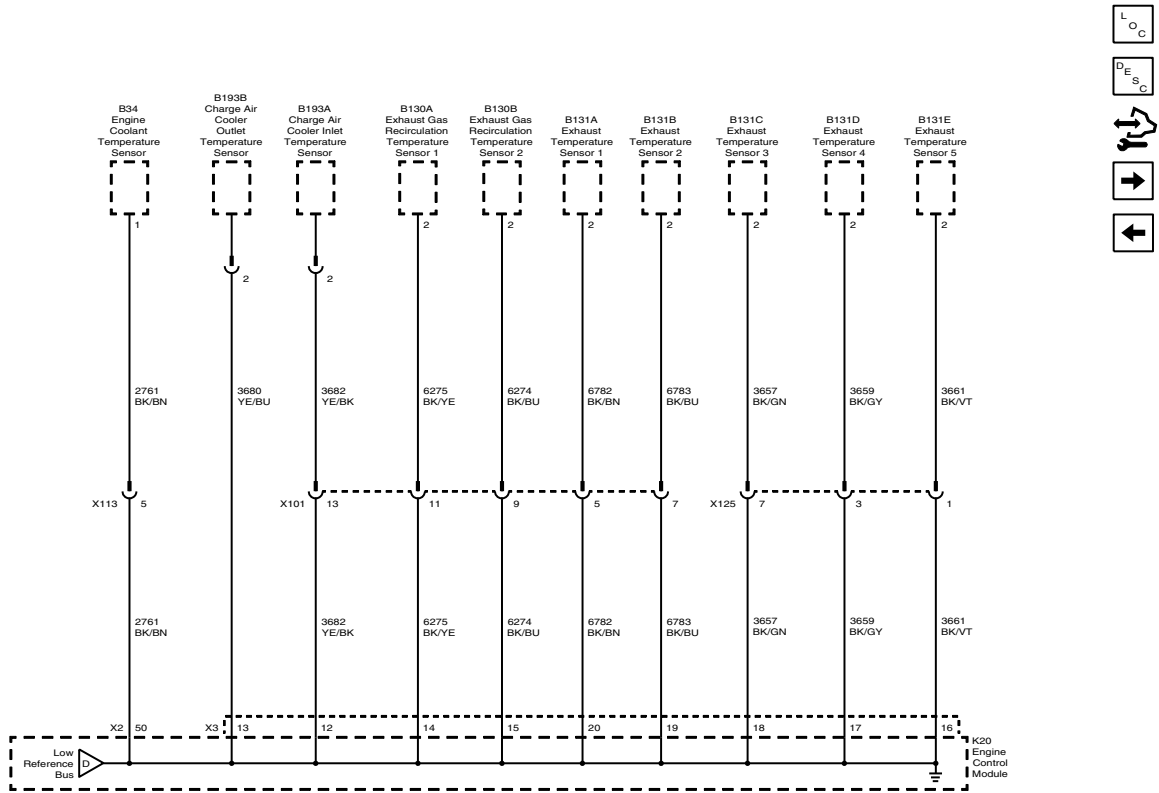 L
O
C
D
E
S
C
B34
Engine
Coolant
Temperature
Sensor
B193B
Charge Air
Cooler
Outlet
Temperature
Sensor
B193A
Charge Air
Cooler Inlet
Temperature
Sensor
B130A
Exhaust Gas
Recirculation
Temperature
Sensor 1
B130B
Exhaust Gas
Recirculation
Temperature
Sensor 2
B131A
Exhaust
Temperature
Sensor 1
B131B
Exhaust
Temperature
Sensor 2
B131C
Exhaust
Temperature
Sensor 3
B131D
Exhaust
Temperature
Sensor 4
B131E
Exhaust
Temperature
Sensor 5
1 2 2 2 2 2 2 2 2
2 2
2761 3680 3682 6275 6274 6782 6783 3657 3659 3661
BK/BN YE/BU YE/BK BK/YE BK/BU BK/BN BK/BU BK/GN BK/GY BK/VT
X113 5 X101 13 11 9 5 7 X125 7 3 1
2761 3682 6275 6274 6782 6783 3657 3659 3661
BK/BN YE/BK BK/YE BK/BU BK/BN BK/BU BK/GN BK/GY BK/VT
X2 50 X3 13 12 14 15 20 19 18 17 16
Low
Reference
Bus
D
K20
Engine
Control
Module